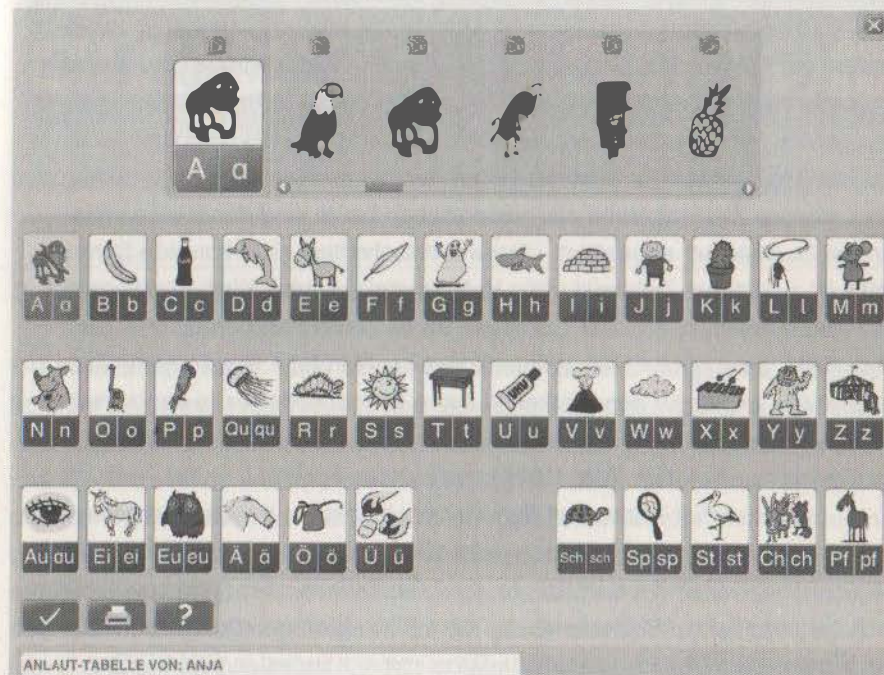 A a
A a B b C c D d E e F f G g H h I i J j K k L l M m
N n O o P p Qu qu R r S s T t U u V v W w X x Y y Z z
Au au Ei ei Eu eu Ä ä Ö ö Ü ü Sch sch Sp sp St st Ch ch Pf pf
?
ANLAUT-TABELLE VON: ANJA